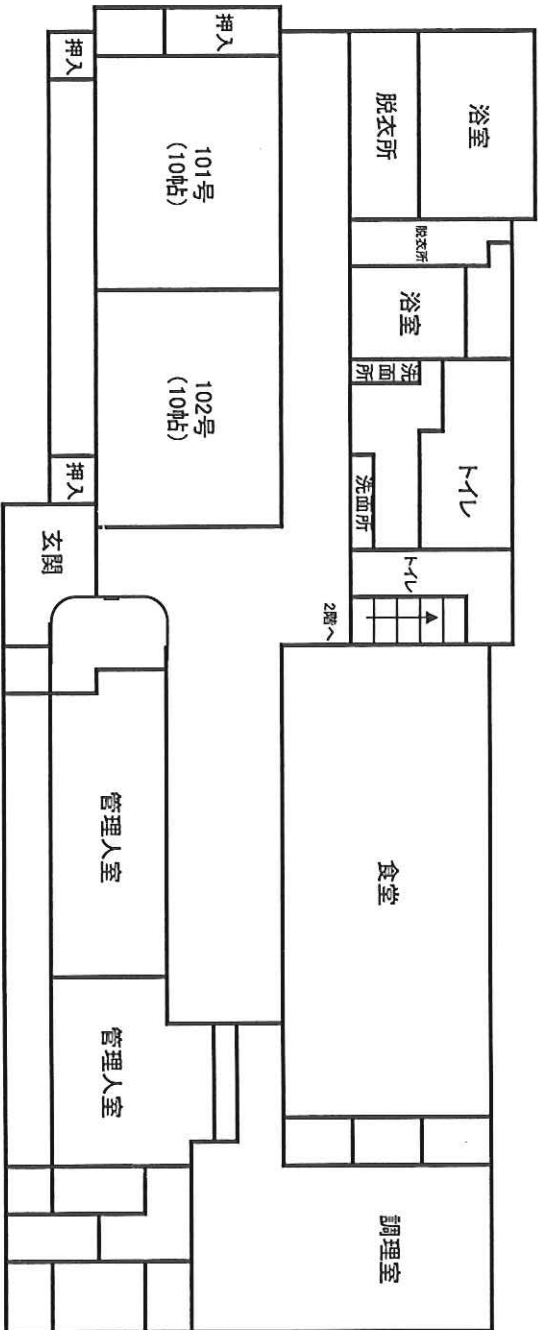 押入
押入
浴室
脱衣所
101号
(10帖)
脱衣所
浴室
洗面所
102号
(10帖)
トイレ
洗面所
押入
玄関
トイレ
2階へ
管理人室
食堂
管理人室
調理室